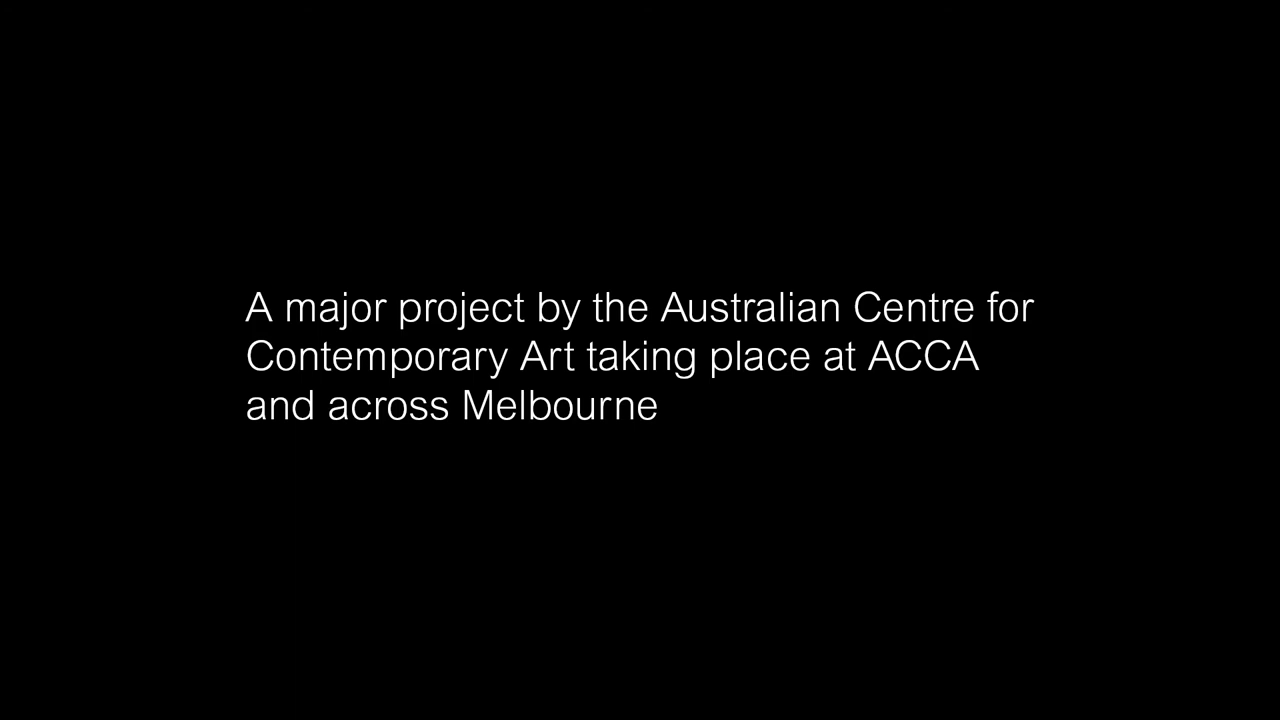 A major project by the Australian Centre for
Contemporary Art taking place at ACCA
and across Melbourne